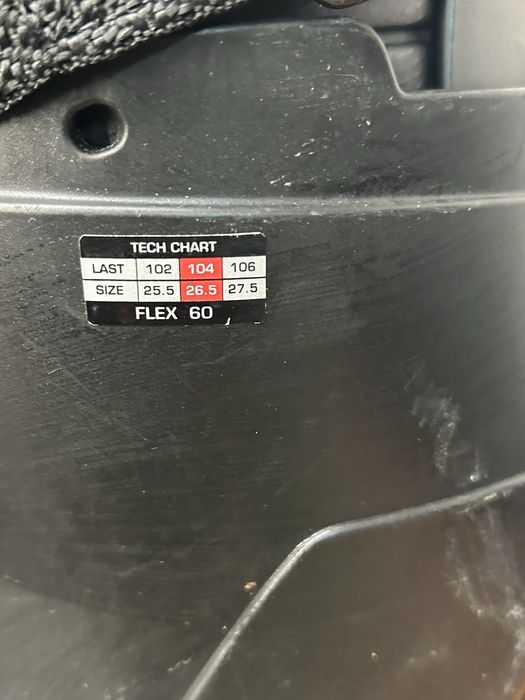 TECH CHART
LAST 102 104 106
SIZE 25.5 26.5 27.5
FLEX 60